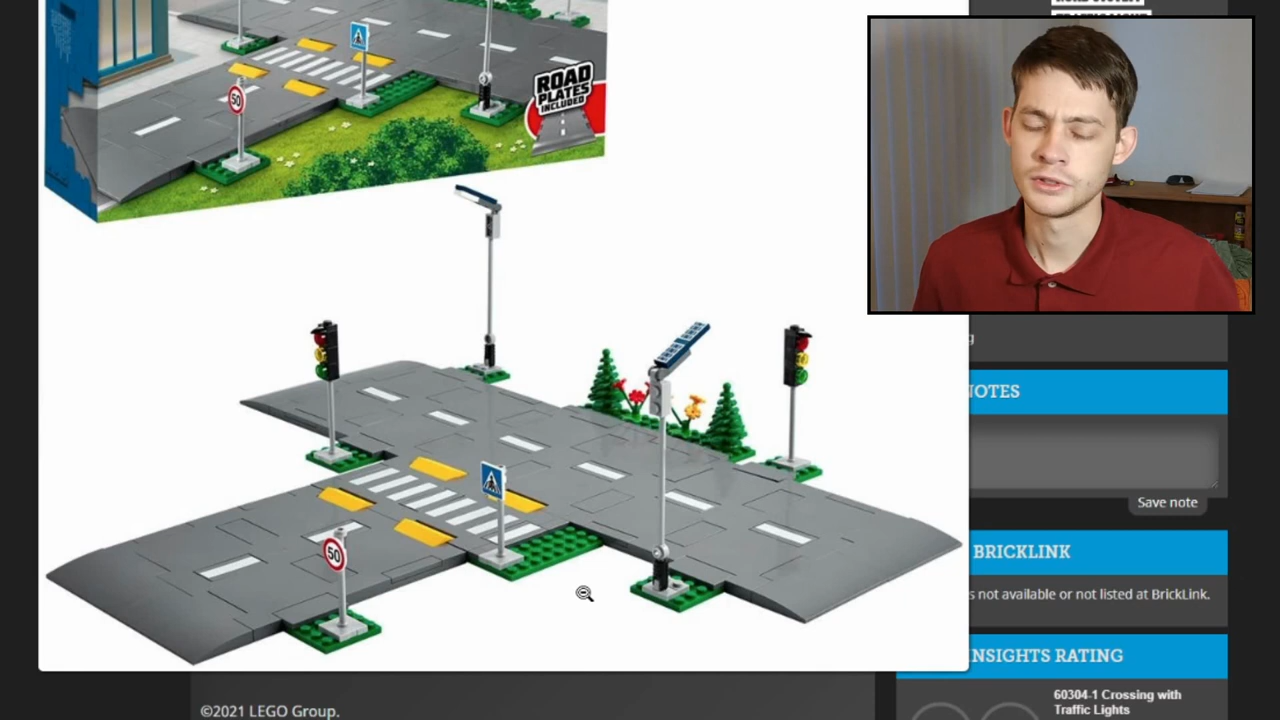 50
ROAD
PLATES
INCLUDED
50
NOTES
Save note
BRICKLINK
s not available or not listed at BrickLink.
INSIGHTS RATING
60304-1 Crossing with
Traffic Lights
©2021 LEGO Group.